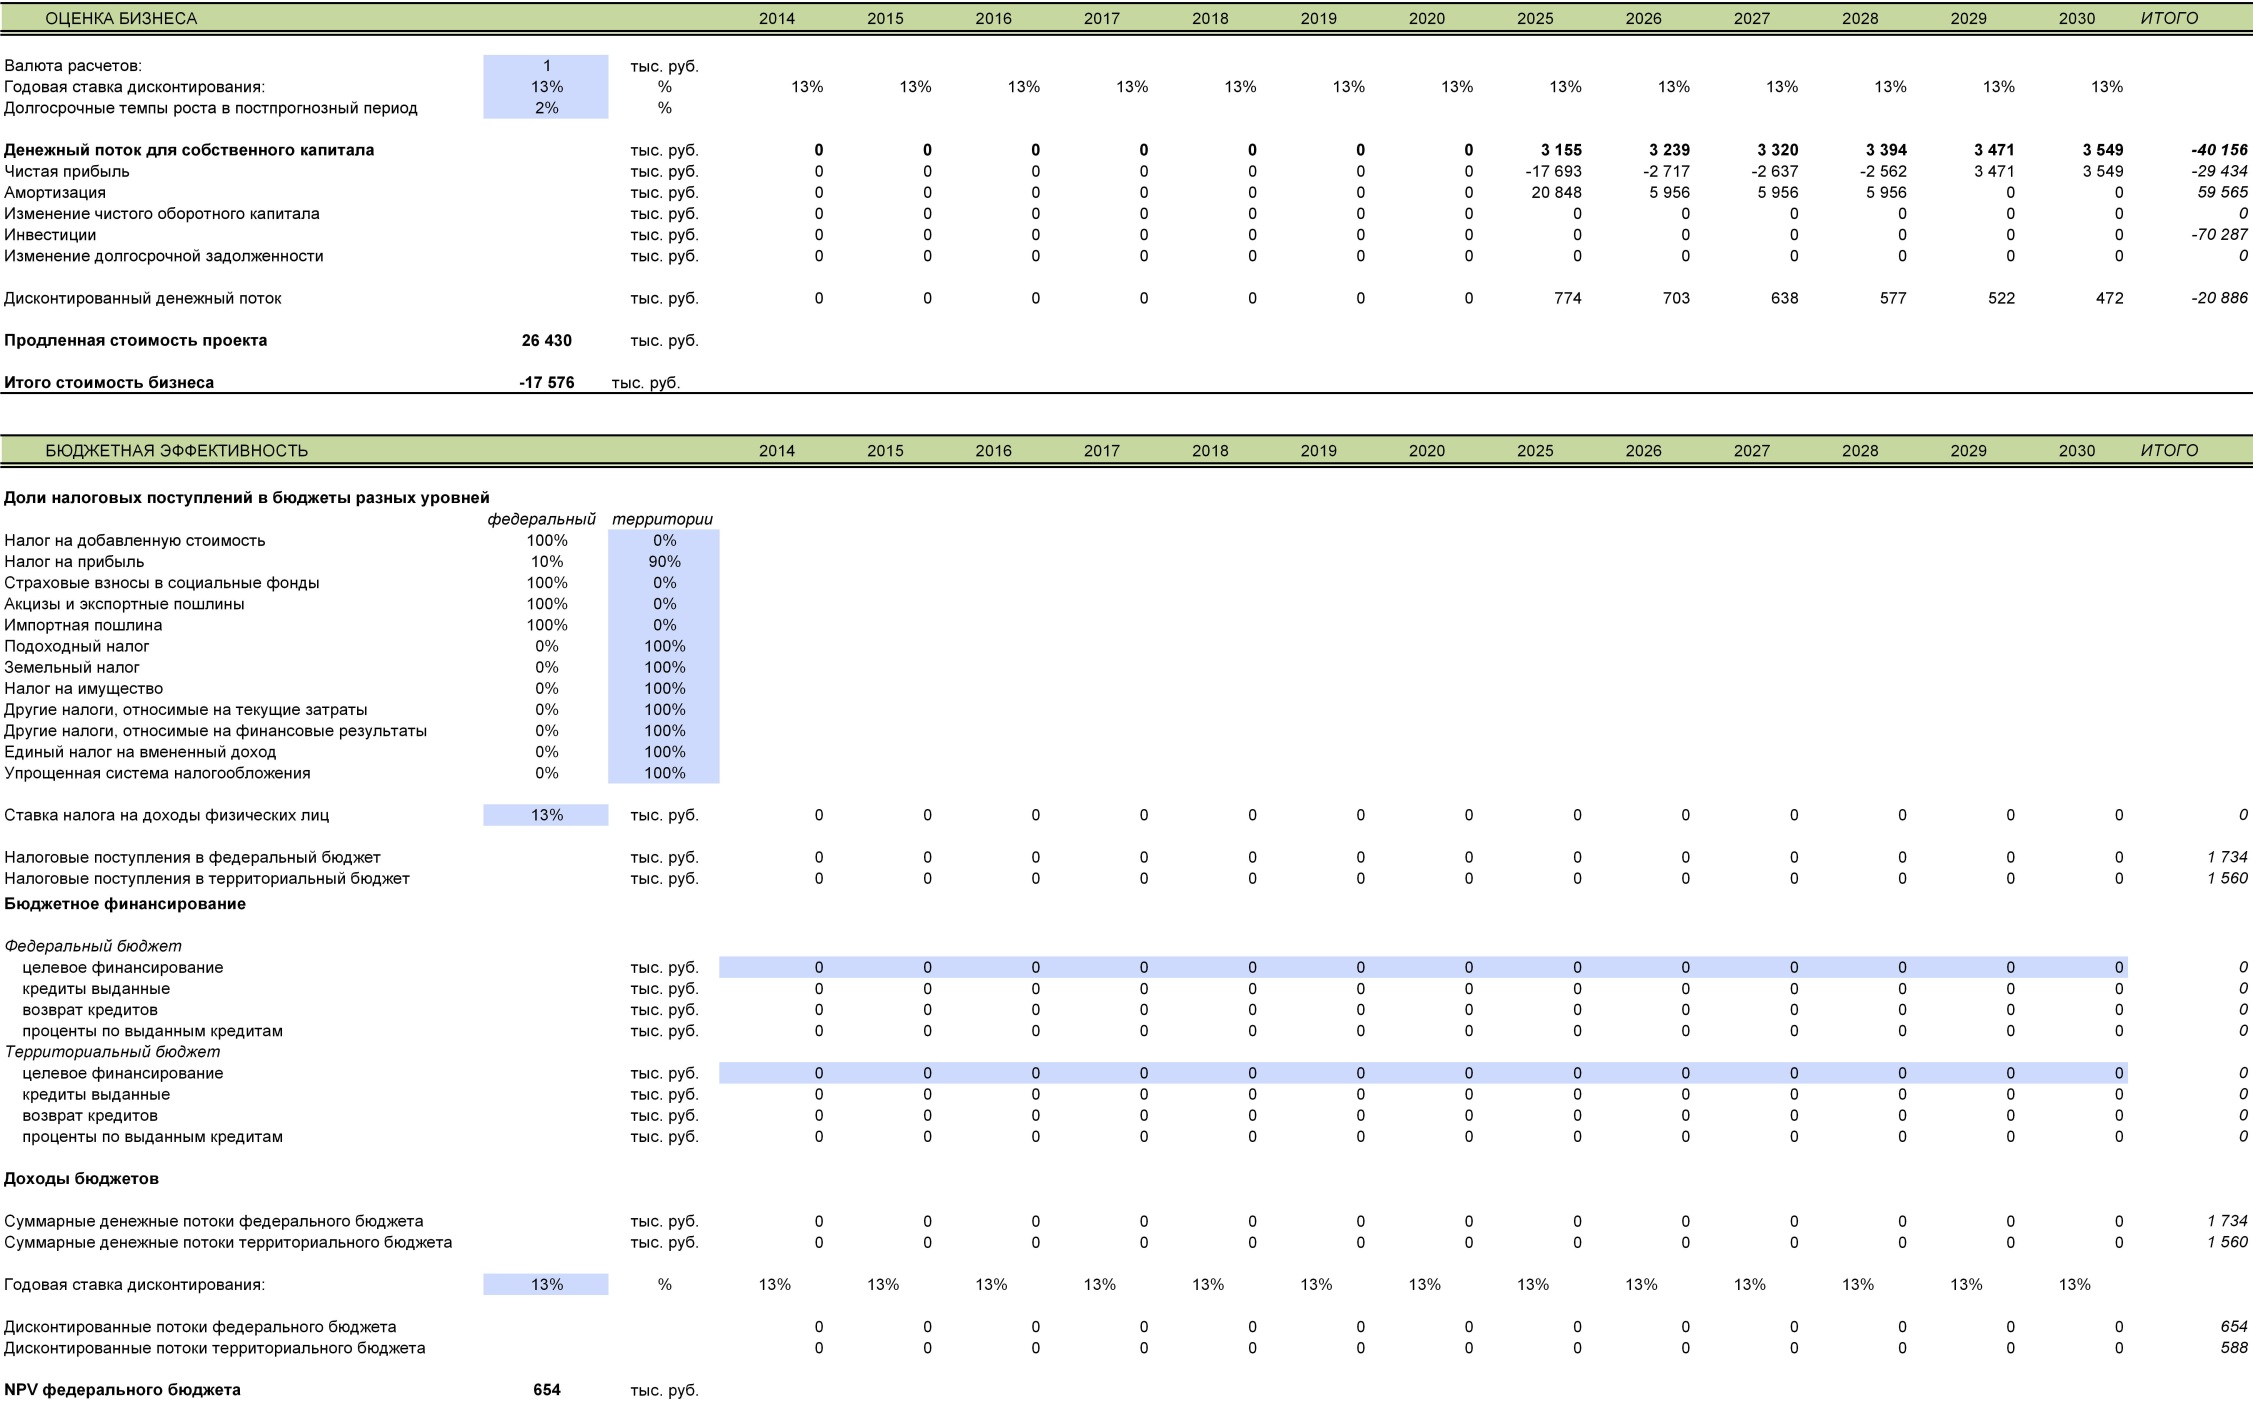 ОЦЕНКА БИЗНЕСА 2014 2015 2016 2017 2018 2019 2020 2025 2026 2027 2028 2029 2030 ИТОГО
Валюта расчетов: 1 тыс. руб.
Годовая ставка дисконтирования: 13% % 13% 13% 13% 13% 13% 13% 13% 13% 13% 13% 13% 13% 13%
Долгосрочные темпы роста в постпрогнозный период 2% %
Денежный поток для собственного капитала тыс. руб. 0 0 0 0 0 0 0 3 155 3 239 3 320 3 394 3 471 3 549 -40 156
Чистая прибыль тыс. руб. 0 0 0 0 0 0 0 -17 693 -2 717 -2 637 -2 562 3 471 3 549 -29 434
Амортизация тыс. руб. 0 0 0 0 0 0 0 20 848 5 956 5 956 5 956 0 0 59 565
Изменение чистого оборотного капитала тыс. руб. 0 0 0 0 0 0 0 0 0 0 0 0 0 0
Инвестиции тыс. руб. 0 0 0 0 0 0 0 0 0 0 0 0 0 -70 287
Изменение долгосрочной задолженности тыс. руб. 0 0 0 0 0 0 0 0 0 0 0 0 0 0
Дисконтированный денежный поток тыс. руб. 0 0 0 0 0 0 0 774 703 638 577 522 472 -20 886
Продленная стоимость проекта 26 430 тыс. руб.
Итого стоимость бизнеса -17 576 тыс. руб.
БЮДЖЕТНАЯ ЭФФЕКТИВНОСТЬ 2014 2015 2016 2017 2018 2019 2020 2025 2026 2027 2028 2029 2030 ИТОГО
Доли налоговых поступлений в бюджеты разных уровней
федеральный территории
Налог на добавленную стоимость 100% 0%
Налог на прибыль 10% 90%
Страховые взносы в социальные фонды 100% 0%
Акцизы и экспортные пошлины 100% 0%
Импортная пошлина 100% 0%
Подоходный налог 0% 100%
Земельный налог 0% 100%
Налог на имущество 0% 100%
Другие налоги, относимые на текущие затраты 0% 100%
Другие налоги, относимые на финансовые результаты 0% 100%
Единый налог на вмененный доход 0% 100%
Упрощенная система налогообложения 0% 100%
Ставка налога на доходы физических лиц 13% тыс. руб. 0 0 0 0 0 0 0 0 0 0 0 0 0 0
Налоговые поступления в федеральный бюджет тыс. руб. 0 0 0 0 0 0 0 0 0 0 0 0 0 1 734
Налоговые поступления в территориальный бюджет тыс. руб. 0 0 0 0 0 0 0 0 0 0 0 0 0 1 560
Бюджетное финансирование
Федеральный бюджет
целевое финансирование тыс. руб. 0 0 0 0 0 0 0 0 0 0 0 0 0 0
кредиты выданные тыс. руб. 0 0 0 0 0 0 0 0 0 0 0 0 0 0
возврат кредитов тыс. руб. 0 0 0 0 0 0 0 0 0 0 0 0 0 0
проценты по выданным кредитам тыс. руб. 0 0 0 0 0 0 0 0 0 0 0 0 0 0
Территориальный бюджет
целевое финансирование тыс. руб. 0 0 0 0 0 0 0 0 0 0 0 0 0 0
кредиты выданные тыс. руб. 0 0 0 0 0 0 0 0 0 0 0 0 0 0
возврат кредитов тыс. руб. 0 0 0 0 0 0 0 0 0 0 0 0 0 0
проценты по выданным кредитам тыс. руб. 0 0 0 0 0 0 0 0 0 0 0 0 0 0
Доходы бюджетов
Суммарные денежные потоки федерального бюджета тыс. руб. 0 0 0 0 0 0 0 0 0 0 0 0 0 1 734
Суммарные денежные потоки территориального бюджета тыс. руб. 0 0 0 0 0 0 0 0 0 0 0 0 0 1 560
Годовая ставка дисконтирования: 13% % 13% 13% 13% 13% 13% 13% 13% 13% 13% 13% 13% 13% 13%
Дисконтированные потоки федерального бюджета 0 0 0 0 0 0 0 0 0 0 0 0 0 654
Дисконтированные потоки территориального бюджета 0 0 0 0 0 0 0 0 0 0 0 0 0 588
NPV федерального бюджета 654 тыс. руб.